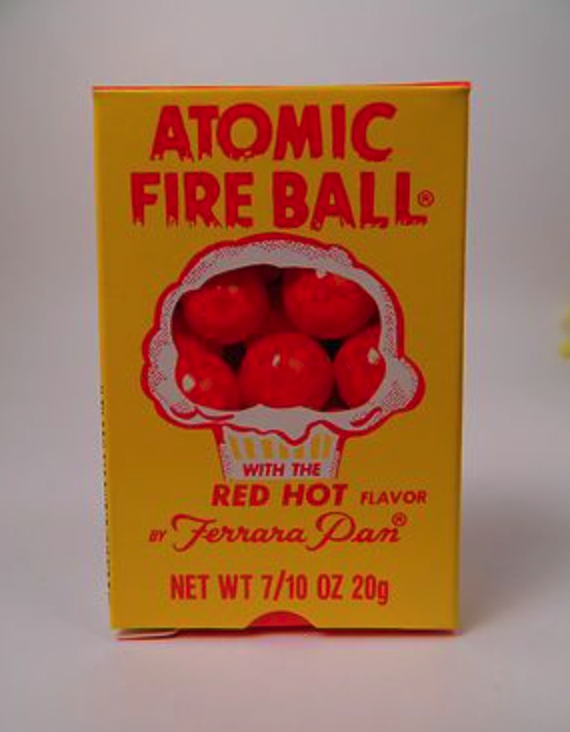 ATOMIC
FIRE BALL®
WITH THE
RED HOT FLAVOR
BY Ferrara Pan®
NET WT 7/10 OZ 20g